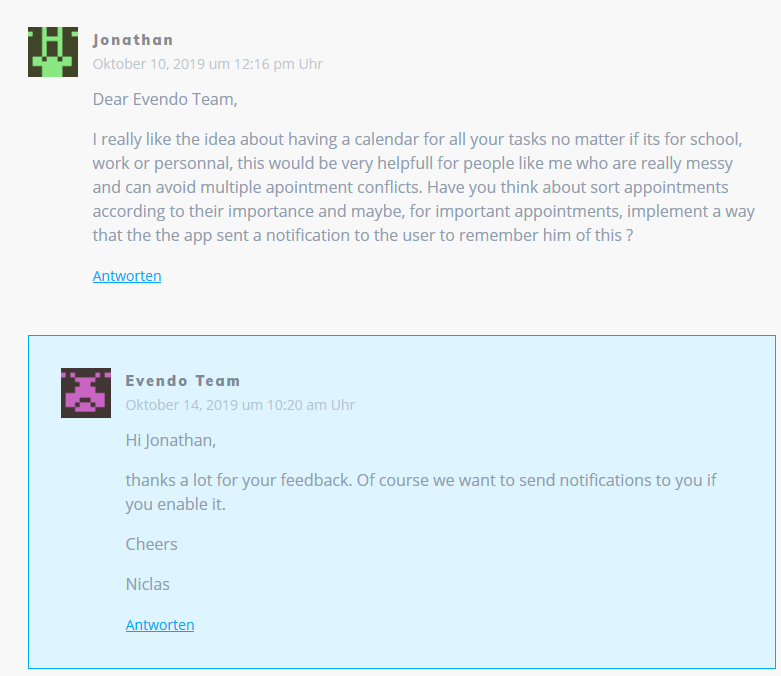 Jonathan
Oktober 10, 2019 um 12:16 pm Uhr
Dear Evendo Team,
I really like the idea about having a calendar for all your tasks no matter if its for school,
work or personnal, this would be very helpfull for people like me who are really messy
and can avoid multiple apointment conflicts. Have you think about sort appointments
according to their importance and maybe, for important appointments, implement a way
that the the app sent a notification to the user to remember him of this ?
Antworten
Evendo Team
Oktober 14, 2019 um 10:20 am Uhr
Hi Jonathan,
thanks a lot for your feedback. Of course we want to send notifications to you if
you enable it.
Cheers
Niclas
Antworten